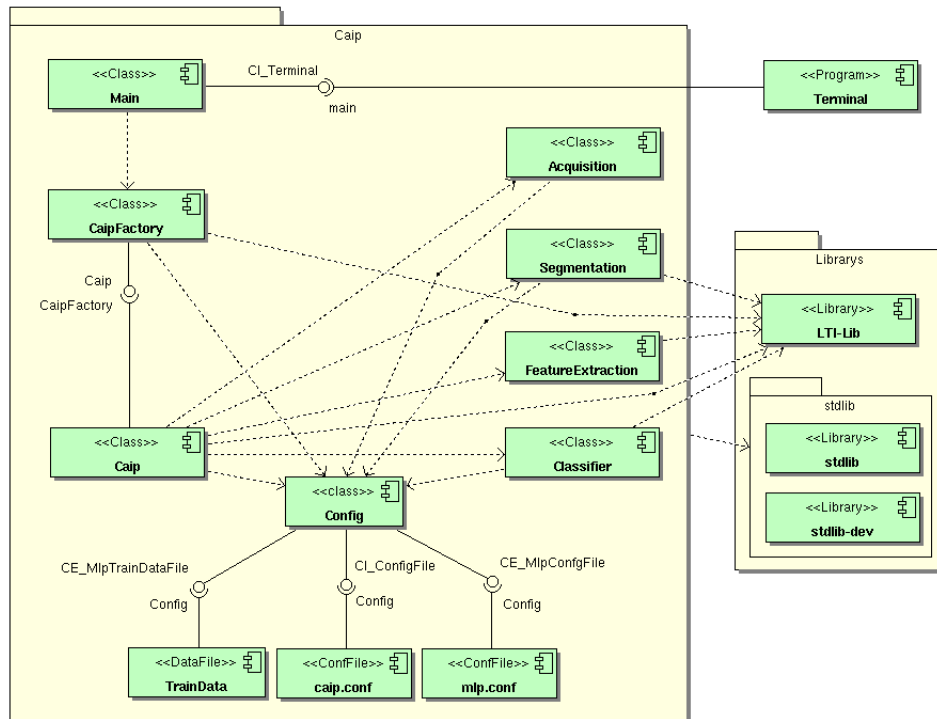 Caip
<<Class>>
Main
CI_Terminal
main
<<Program>>
Terminal
<<Class>>
Acquisition
<<Class>>
CaipFactory
<<Class>>
Segmentation
Librarys
Caip
CaipFactory
<<Library>>
LTI-Lib
<<Class>>
FeatureExtraction
stdlib
<<Class>>
Caip
<<Class>>
Classifier
<<Library>>
stdlib
<<class>>
Config
<<Library>>
stdlib-dev
CE_MlpTrainDataFile
Config
CI_ConfigFile
Config
CE_MlpConfgFile
Config
<<DataFile>>
TrainData
<<ConfFile>>
caip.conf
<<ConfFile>>
mlp.conf